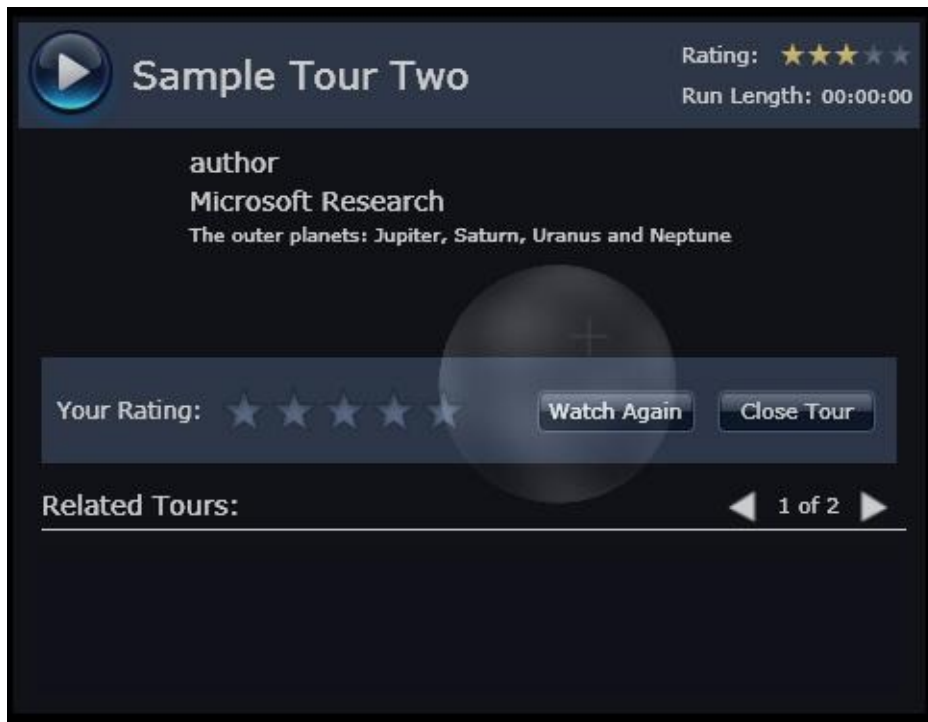 Sample Tour Two
Rating:
Run Length: 00:00:00
author
Microsoft Research
The outer planets: Jupiter, Saturn, Uranus and Neptune
Your Rating:
Watch Again
Close Tour
Related Tours:
1 of 2